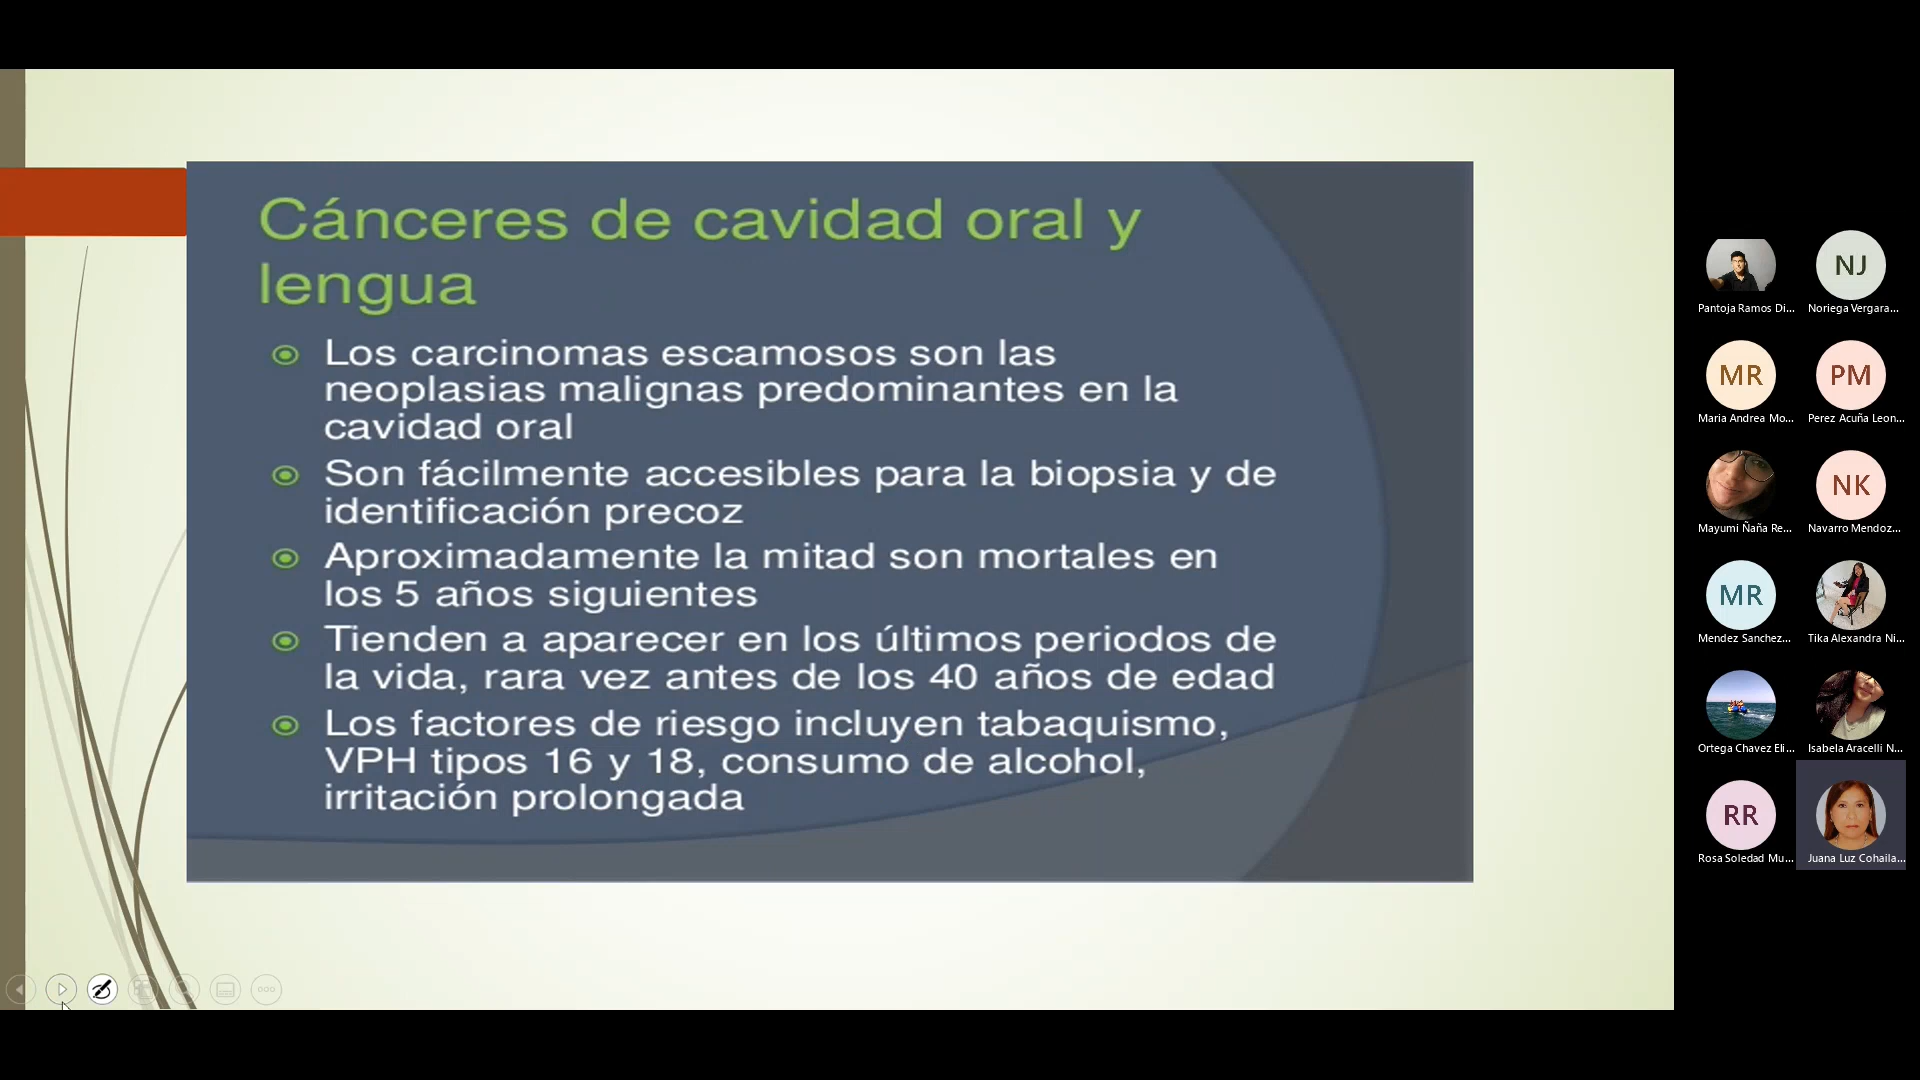 Cánceres de cavidad oral y
lengua
Los carcinomas escamosos son las
neoplasias malignas predominantes en la
cavidad oral
Son fácilmente accesibles para la biopsia y de
identificación precoz
Aproximadamente la mitad son mortales en
los 5 años siguientes
Tienden a aparecer en los últimos periodos de
la vida, rara vez antes de los 40 años de edad
Los factores de riesgo incluyen tabaquismo,
VPH tipos 16 y 18, consumo de alcohol,
irritación prolongada
Pantoja Ramos Di...
NJ
Noriega Vergara...
MR
Maria Andrea Mo...
PM
Perez Acuña Leon...
Mayumi Ñaña Re...
NK
Navarro Mendoz...
MR
Mendez Sanchez...
Tika Alexandra Ni...
Ortega Chavez Eli...
Isabela Aracelli N...
RR
Rosa Soledad Mu...
Juana Luz Cohaila...